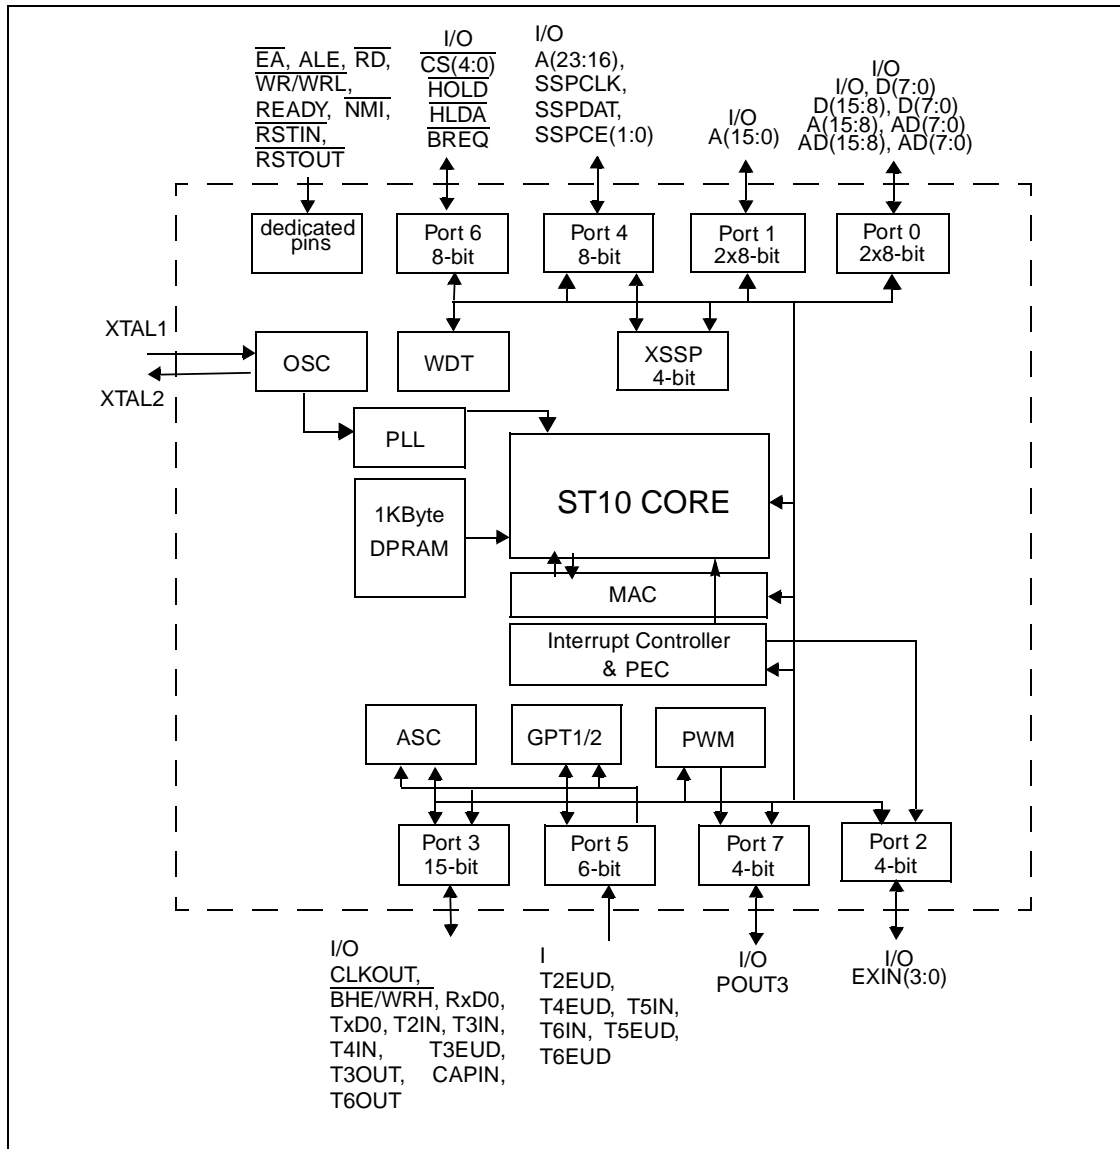 EA, ALE, RD,
WR/WRL,
READY, NMI,
RSTIN,
RSTOUT
I/O
CS(4:0)
HOLD
HLDA
BREQ
I/O
A(23:16),
SSPCLK,
SSPDAT,
SSPCE(1:0)
I/O
A(15:0)
I/O
I/O, D(7:0)
D(15:8), D(7:0)
A(15:8), AD(7:0)
AD(15:8), AD(7:0)
dedicated
pins
Port 6
8-bit
Port 4
8-bit
Port 1
2x8-bit
Port 0
2x8-bit
XTAL1
XTAL2
OSC
WDT
XSSP
4-bit
PLL
1KByte
DPRAM
ST10 CORE
MAC
Interrupt Controller
& PEC
ASC
GPT1/2
PWM
Port 3
15-bit
Port 5
6-bit
Port 7
4-bit
Port 2
4-bit
I/O
CLKOUT,
BHE/WRH, RxD0,
TxD0, T2IN, T3IN,
T4IN, T3EUD,
T3OUT, CAPIN,
T6OUT
I
T2EUD,
T4EUD, T5IN,
T6IN, T5EUD,
T6EUD
I/O
POUT3
I/O
EXIN(3:0)